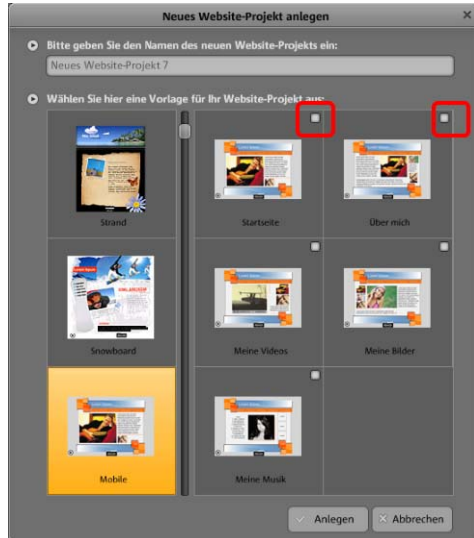 Neues Website-Projekt anlegen
Bitte geben Sie den Namen des neuen Website-Projekts ein:
Neues Website-Projekt 7
Wählen Sie hier eine Vorlage für Ihr Website-Projekt aus:
Strand
Startseite
Über mich
Snowboard
Meine Videos
Meine Bilder
Mobile
Meine Musik
Anlegen
Abbrechen